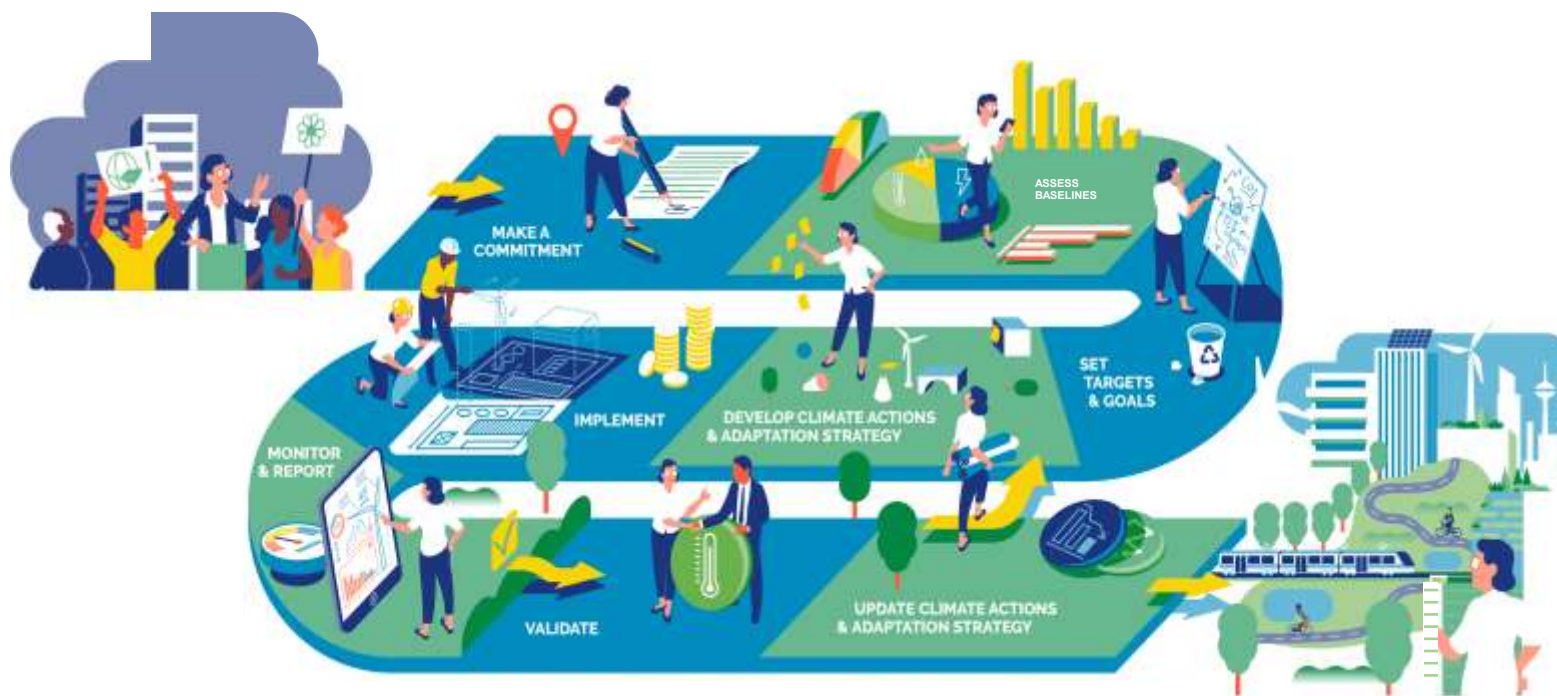 MAKE A
COMMITMENT
ASSESS
BASELINES
SET
TARGETS
& GOALS
DEVELOP CLIMATE ACTIONS
& ADAPTATION STRATEGY
IMPLEMENT
MONITOR
& REPORT
VALIDATE
UPDATE CLIMATE ACTIONS
& ADAPTATION STRATEGY